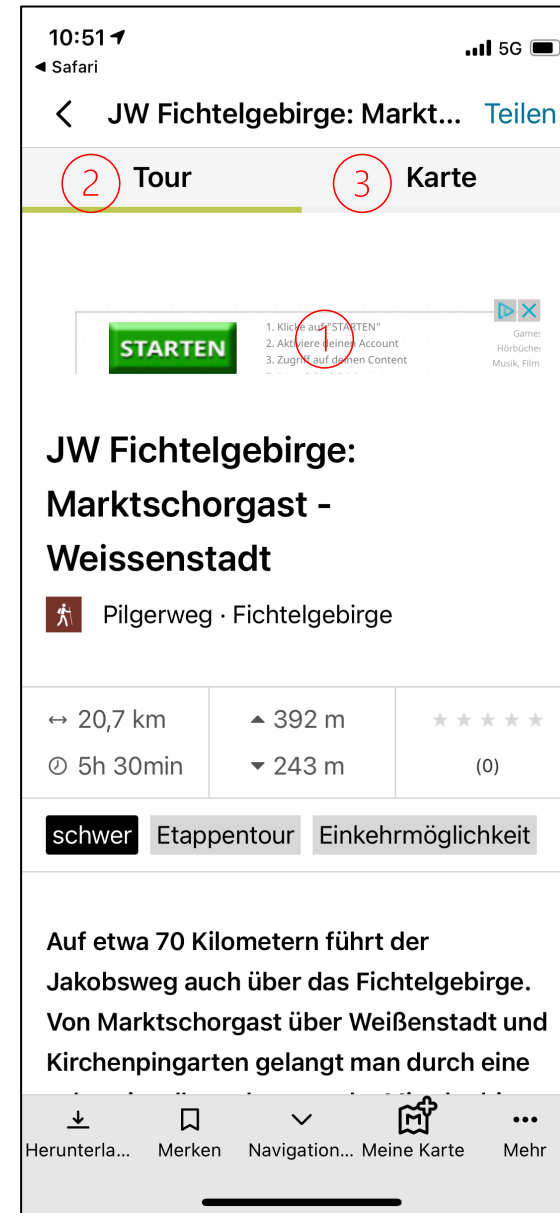 10:51
5G
◀ Safari
JW Fichtelgebirge: Markt... Teilen
2 Tour 3 Karte
STARTEN
1
1. Klicke auf "STARTEN"
2. Aktiviere deinen Account
3. Zugriff auf deinen Content
Games
Hörbücher
Musik, Film
JW Fichtelgebirge:
Marktschorgast -
Weissenstadt
Pilgerweg · Fichtelgebirge
20,7 km
5h 30min
392 m
243 m
(0)
schwer Etappentour Einkehrmöglichkeit
Auf etwa 70 Kilometern führt der
Jakobsweg auch über das Fichtelgebirge.
Von Marktschorgast über Weißenstadt und
Kirchenpingarten gelangt man durch eine
Herunterla... Merken Navigation... Meine Karte Mehr